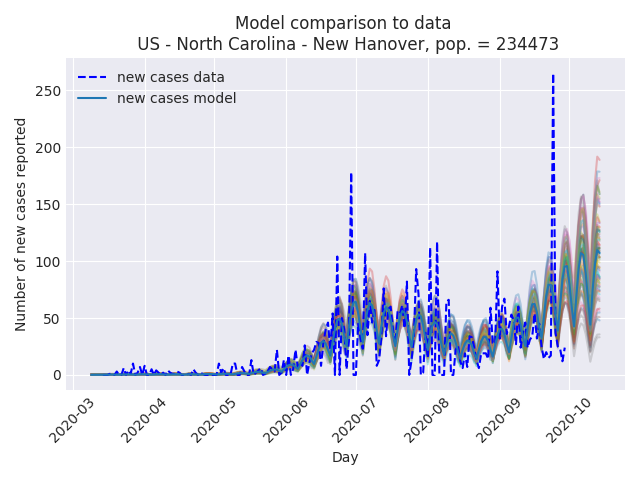 Model comparison to data
US - North Carolina - New Hanover, pop. = 234473
new cases data
new cases model
250
200
150
100
50
0
Number of new cases reported
2020-03
2020-04
2020-05
2020-06
2020-07
2020-08
2020-09
2020-10
Day